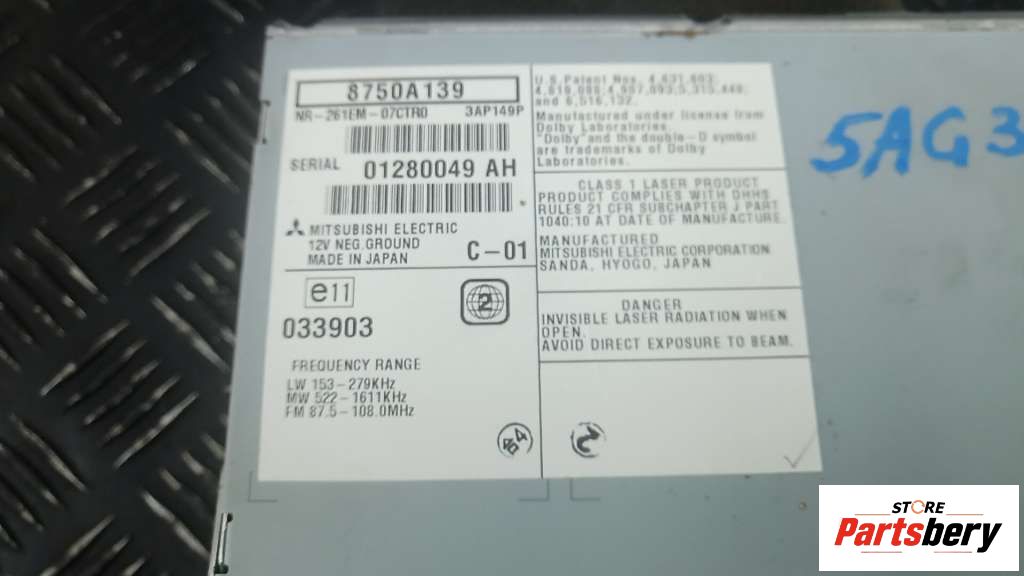 8750A139
NR-261EM-07CTR0 3AP149P
SERIAL 01280049 AH
MITSUBISHI ELECTRIC
12V NEG.GROUND
MADE IN JAPAN
C-01
e11
2
033903
FREQUENCY RANGE
LW 153-279KHz
MW 522-1611KHz
FM 87.5-108.0MHz
U.S.Patent Nos. 4,631,603;
and 6,516,132.
Manufactured under license from
Dolby Laboratories.
"Dolby" and the double-D symbol
are trademarks of Dolby
Laboratories.
CLASS 1 LASER PRODUCT
PRODUCT COMPLIES WITH DHHS
RULES 21 CFR SUBCHAPTER J PART
1040:10 AT DATE OF MANUFACTURE.
MANUFACTURED
MITSUBISHI ELECTRIC CORPORATION
SANDA, HYOGO, JAPAN
DANGER
INVISIBLE LASER RADIATION WHEN
OPEN.
AVOID DIRECT EXPOSURE TO BEAM.
5AG3
STORE
Partsbery